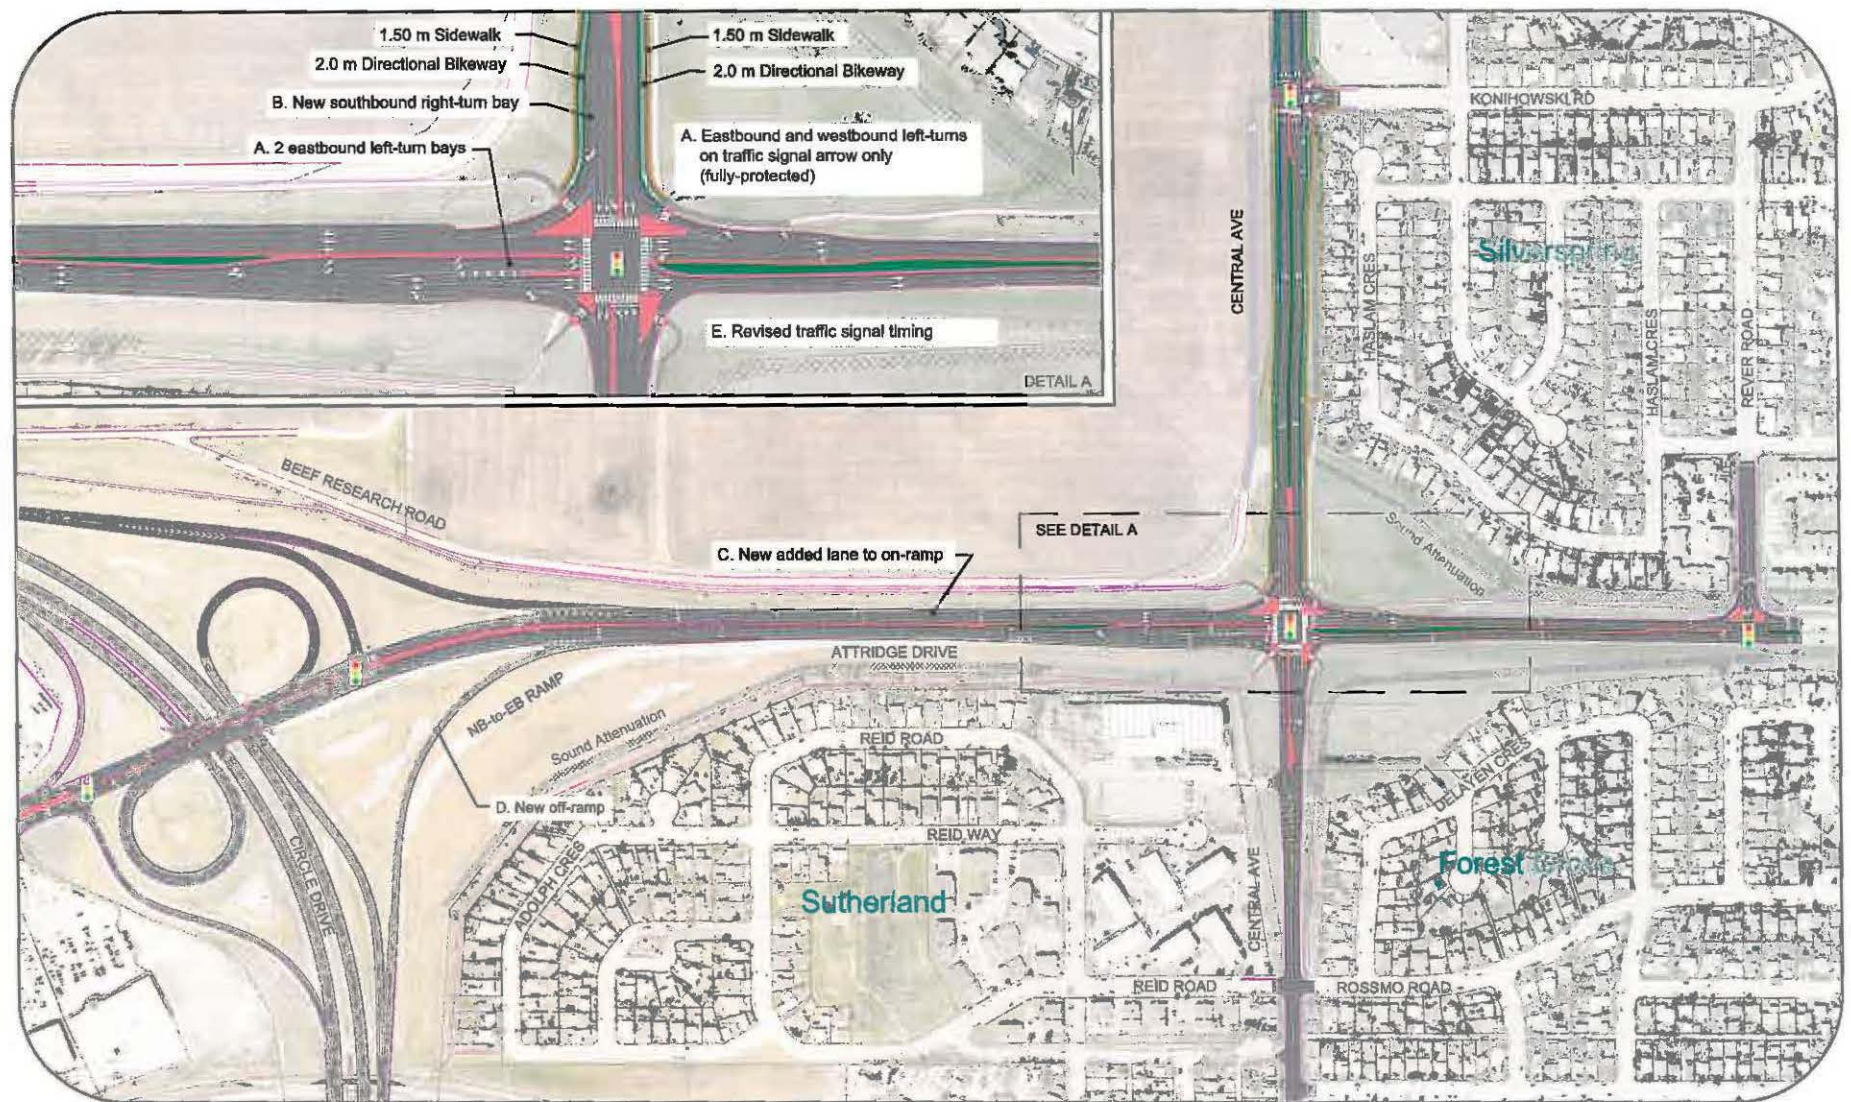 1.50 m Sidewalk
2.0 m Directional Bikeway
B. New southbound right-turn bay
A. 2 eastbound left-turn bays
1.50 m Sidewalk
2.0 m Directional Bikeway
A. Eastbound and westbound left-turns
on traffic signal arrow only
(fully-protected)
E. Revised traffic signal timing
DETAIL A
KONIHOWSKI RD
CENTRAL AVE
HASLAM CRES
Silverspring
HASLAM CRES
REVER ROAD
BEEF RESEARCH ROAD
SEE DETAIL A
Sound Attenuation
C. New added lane to on-ramp
ATTRIDGE DRIVE
NB-to-EB RAMP
Sound Attenuation
D. New off-ramp
REID ROAD
REID WAY
ADOLPH CRES
CIRCLE DRIVE
Sutherland
CENTRAL AVE
DELAYEN CRES
Forest Grove
REID ROAD
ROSSMO ROAD